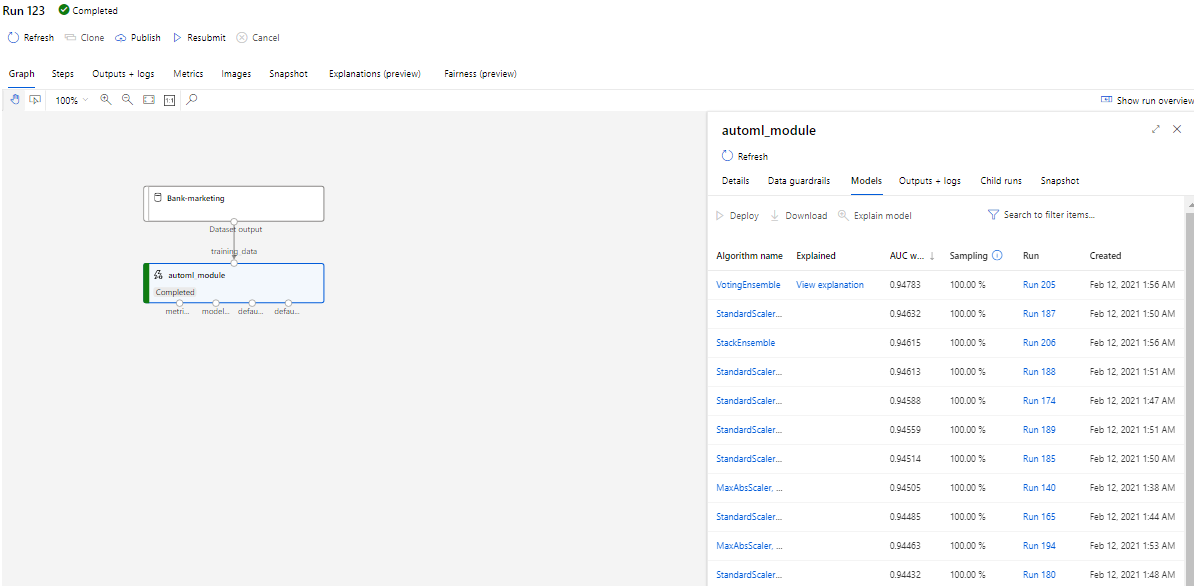 Run 123 Completed
Refresh Clone Publish Resubmit Cancel
Graph Steps Outputs + logs Metrics Images Snapshot Explanations (preview) Fairness (preview)
100% 1:1 Show run overview
Bank-marketing
Dataset output
training_data
automl_module
Completed
metri... model... defau... defau...
automl_module
Refresh
Details Data guardrails Models Outputs + logs Child runs Snapshot
Deploy Download Explain model Search to filter items...
Algorithm name Explained AUC w... ↓ Sampling Run Created
VotingEnsemble View explanation 0.94783 100.00 % Run 205 Feb 12, 2021 1:56 AM
StandardScaler... 0.94632 100.00 % Run 187 Feb 12, 2021 1:50 AM
StackEnsemble 0.94615 100.00 % Run 206 Feb 12, 2021 1:56 AM
StandardScaler... 0.94613 100.00 % Run 188 Feb 12, 2021 1:51 AM
StandardScaler... 0.94588 100.00 % Run 174 Feb 12, 2021 1:47 AM
StandardScaler... 0.94559 100.00 % Run 189 Feb 12, 2021 1:51 AM
StandardScaler... 0.94514 100.00 % Run 185 Feb 12, 2021 1:50 AM
MaxAbsScaler, ... 0.94505 100.00 % Run 140 Feb 12, 2021 1:38 AM
StandardScaler... 0.94485 100.00 % Run 165 Feb 12, 2021 1:44 AM
MaxAbsScaler, ... 0.94463 100.00 % Run 194 Feb 12, 2021 1:53 AM
StandardScaler... 0.94432 100.00 % Run 180 Feb 12, 2021 1:48 AM